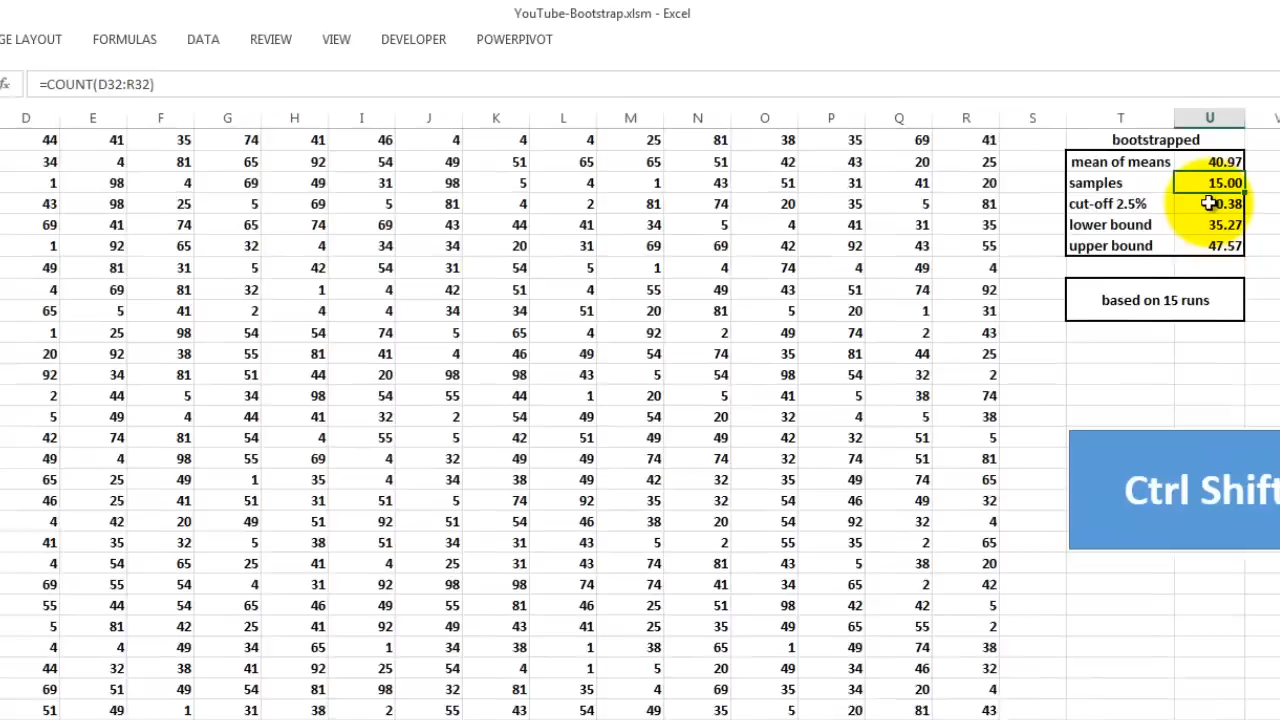 YouTube-Bootstrap.xlsm - Excel
GE LAYOUT FORMULAS DATA REVIEW VIEW DEVELOPER POWERPIVOT
fx =COUNT(D32:R32)
D E F G H I J K L M N O P Q R S T U
44 41 35 74 41 46 4 4 4 25 81 38 35 69 41 bootstrapped
34 4 81 65 92 54 49 51 65 65 51 42 43 20 25 mean of means 40.97
1 98 4 69 49 31 98 5 4 1 43 51 31 41 20 samples 15.00
43 98 25 5 69 5 81 4 2 81 74 20 35 5 81 cut-off 2.5% 0.38
69 41 74 65 74 69 43 44 41 34 5 4 41 31 35 lower bound 35.27
1 92 65 32 4 34 34 20 31 69 69 42 92 43 55 upper bound 47.57
49 81 31 5 42 54 31 54 5 1 4 74 4 49 4
4 69 81 32 1 4 42 51 4 55 49 43 51 74 92
65 5 41 2 4 4 34 34 51 20 81 5 20 1 31
based on 15 runs
1 25 98 54 54 74 5 65 4 92 2 49 74 2 43
20 92 38 55 81 41 4 46 49 54 74 35 81 44 25
92 34 81 51 44 20 98 98 43 5 54 98 54 32 2
2 44 5 34 98 54 55 44 1 20 5 41 5 38 74
5 49 4 44 41 32 2 54 49 54 20 32 4 5 38
42 74 81 54 4 55 5 42 51 49 49 42 32 51 5
49 4 98 55 69 4 32 49 49 74 74 32 74 51 81
65 25 49 1 35 4 34 38 49 42 32 35 49 74 65
46 25 41 51 31 51 5 74 92 35 32 54 46 49 32
4 42 20 49 51 92 51 54 46 38 20 54 92 32 4
41 35 32 5 38 51 34 31 43 5 2 55 35 2 65
4 54 65 25 41 4 25 31 43 74 81 43 5 38 20
69 55 54 4 31 92 98 98 74 74 41 34 65 2 42
55 44 54 65 46 49 55 81 46 25 51 98 42 42 5
5 81 42 25 41 92 49 43 41 25 35 49 65 55 2
4 4 49 34 65 1 34 38 1 38 65 1 49 74 38
44 32 38 41 92 25 54 4 1 5 20 49 34 46 32
69 51 49 54 81 98 32 81 35 4 69 35 34 20 4
51 49 1 31 38 2 55 43 54 49 35 5 20 81 43
Ctrl Shift